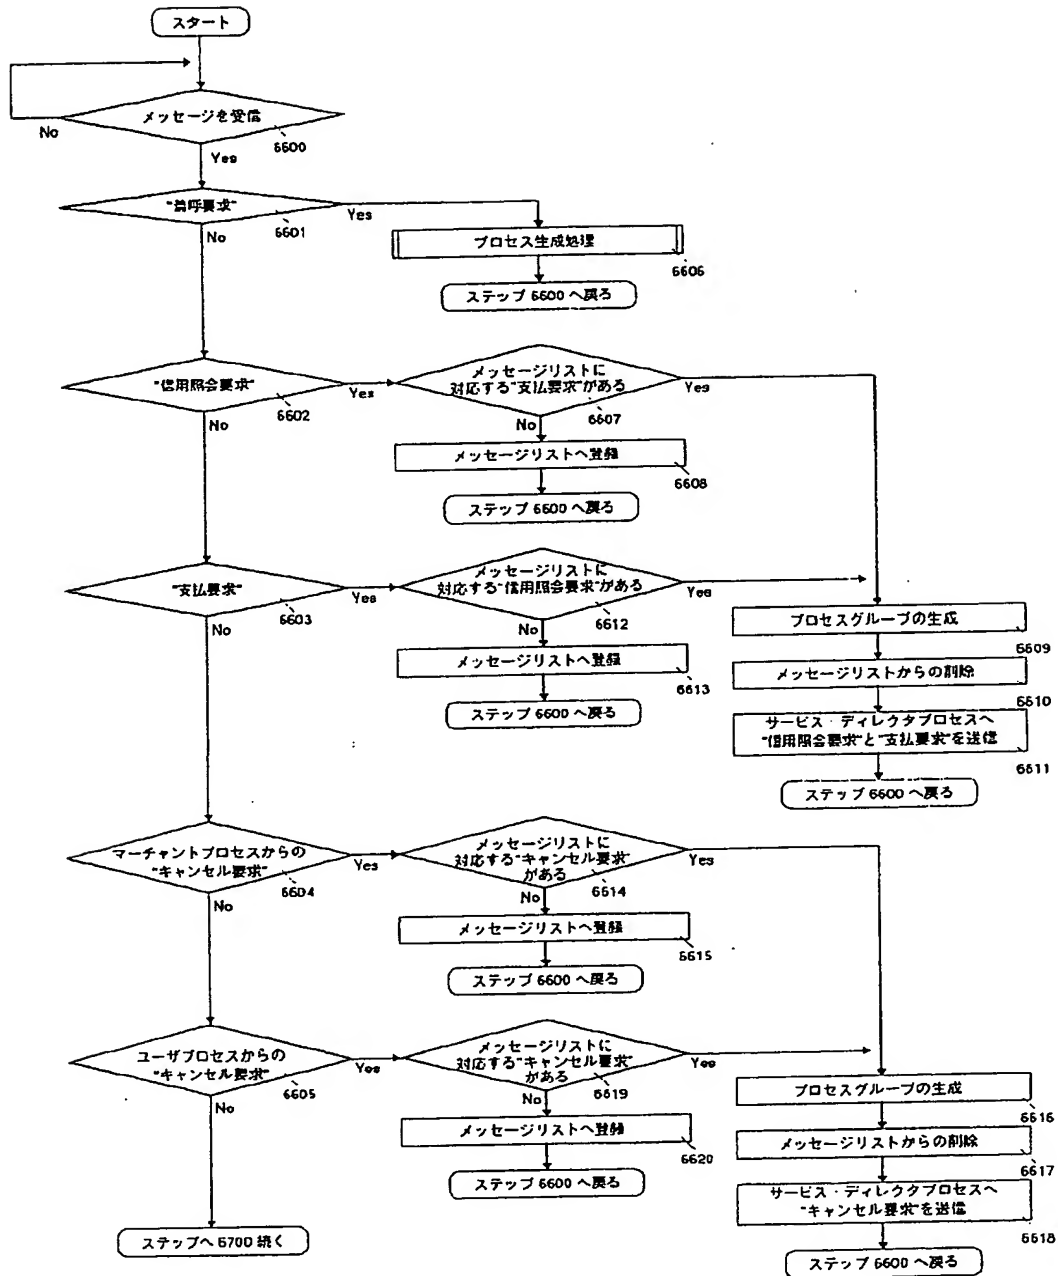 スタート
メッセージを受信
No
6600
Yes
"着呼要求"
Yes
6601
No
プロセス生成処理
6606
ステップ 6600 へ戻ろ
"信用照会要求"
Yes
6602
No
メッセージリストに
対応する"支払要求"がある
Yes
6607
No
メッセージリストへ登録
6608
ステップ 6600 へ戻ろ
"支払要求"
Yes
6603
No
メッセージリストに
対応する"信用照会要求"がある
Yes
6612
No
メッセージリストへ登録
6613
ステップ 6600 へ戻ろ
プロセスグループの生成
6609
メッセージリストからの削除
6610
サービス・ディレクタプロセスへ
"信用照会要求"と"支払要求"を送信
6611
ステップ 6600 へ戻ろ
マーチャントプロセスからの
"キャンセル要求"
Yes
6604
No
メッセージリストに
対応する"キャンセル要求"
がある
Yes
6614
No
メッセージリストへ登録
6615
ステップ 6600 へ戻ろ
ユーザプロセスからの
"キャンセル要求"
Yes
6605
No
メッセージリストに
対応する"キャンセル要求"
がある
Yes
6619
No
メッセージリストへ登録
6620
ステップ 6600 へ戻ろ
プロセスグループの生成
6616
メッセージリストからの削除
6617
サービス・ディレクタプロセスへ
"キャンセル要求"を送信
6618
ステップ 6600 へ戻ろ
ステップへ 6700 続く